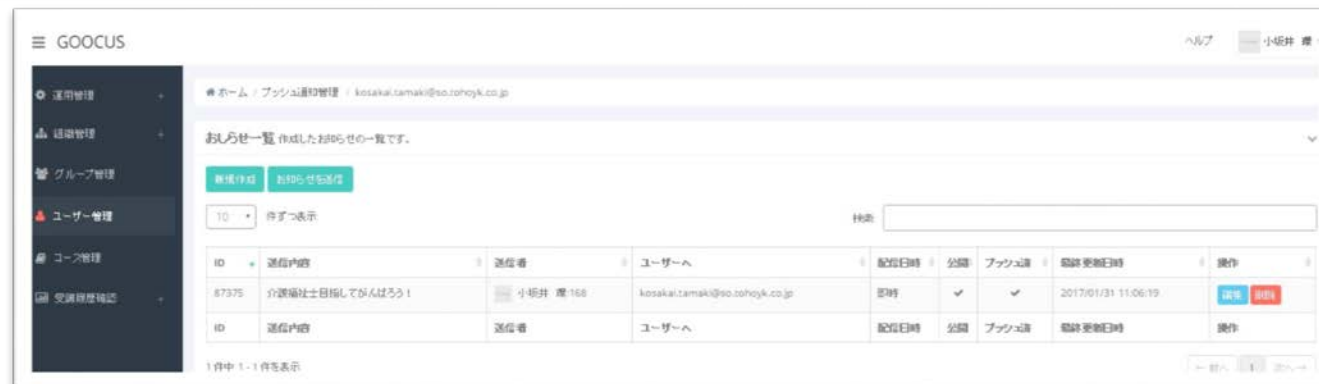 GOOCUS
ヘルプ 小坂井 環
運用管理
組織管理
グループ管理
ユーザー管理
コース管理
受講履歴確認
ホーム / プッシュ通知管理 / kosakai.tamaki@so.tohoyk.co.jp
おしらせ一覧 作成したお知らせの一覧です。
新規作成 お知らせを送信
10 件ずつ表示
検索
ID 送信内容 送信者 ユーザーへ 配信日時 公開 プッシュ済 最終更新日時 操作
87375 介護福祉士目指してがんばろう！ 小坂井 環:168 kosakai.tamaki@so.tohoyk.co.jp 即時 ✓ ✓ 2017/01/31 11:06:19 編集 削除
ID 送信内容 送信者 ユーザーへ 配信日時 公開 プッシュ済 最終更新日時 操作
1 件中 1 - 1 件を表示
← 前へ 1 次へ →